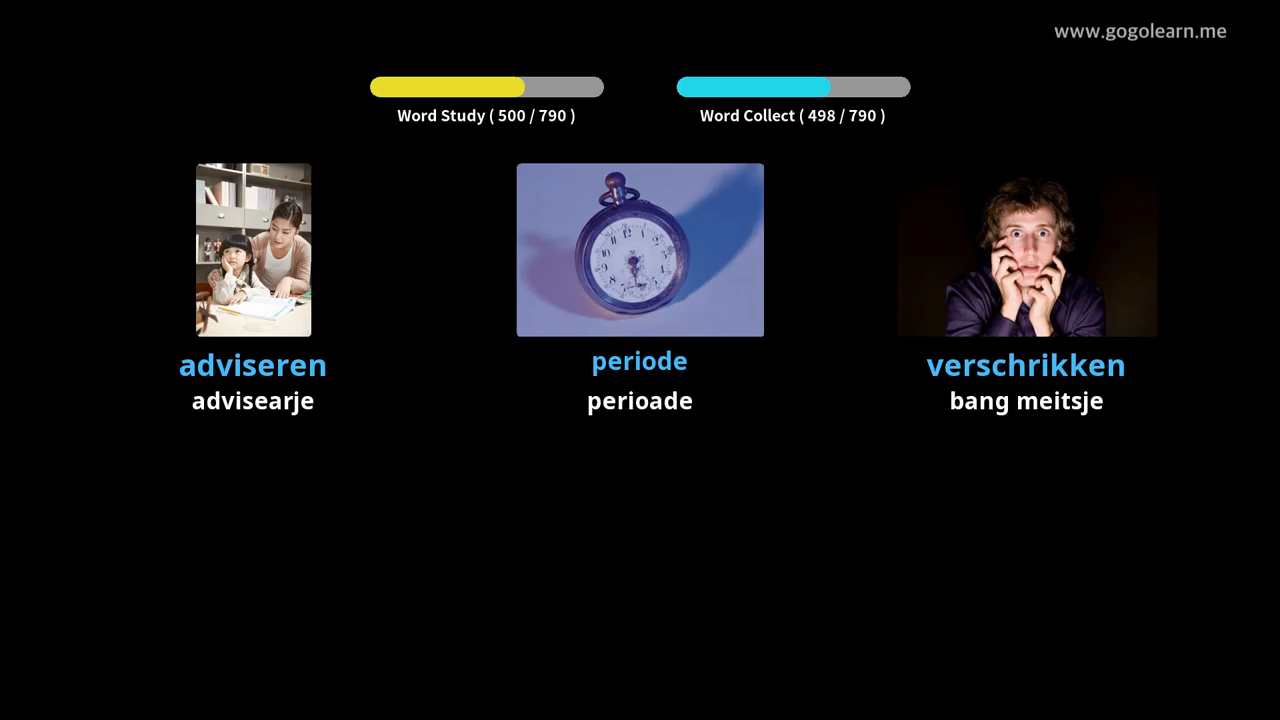 www.gogolearn.me
Word Study ( 500 / 790 )
Word Collect ( 498 / 790 )
adviseren
advisearje
periode
perioade
verschrikken
bang meitsje